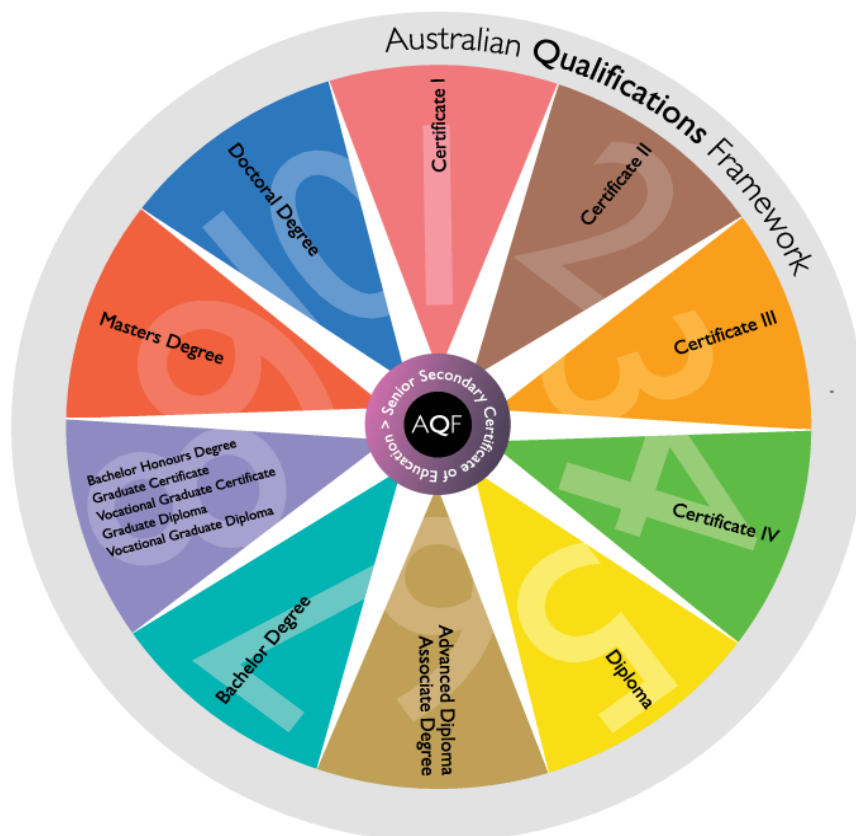 Australian Qualifications Framework
Certificate I
1
Certificate II
2
Certificate III
3
Certificate IV
4
Diploma
5
Advanced Diploma
Associate Degree
6
Bachelor Degree
7
Bachelor Honours Degree
Graduate Certificate
Vocational Graduate Certificate
Graduate Diploma
Vocational Graduate Diploma
8
Masters Degree
9
Doctoral Degree
10
Senior Secondary Certificate of Education >
AQF